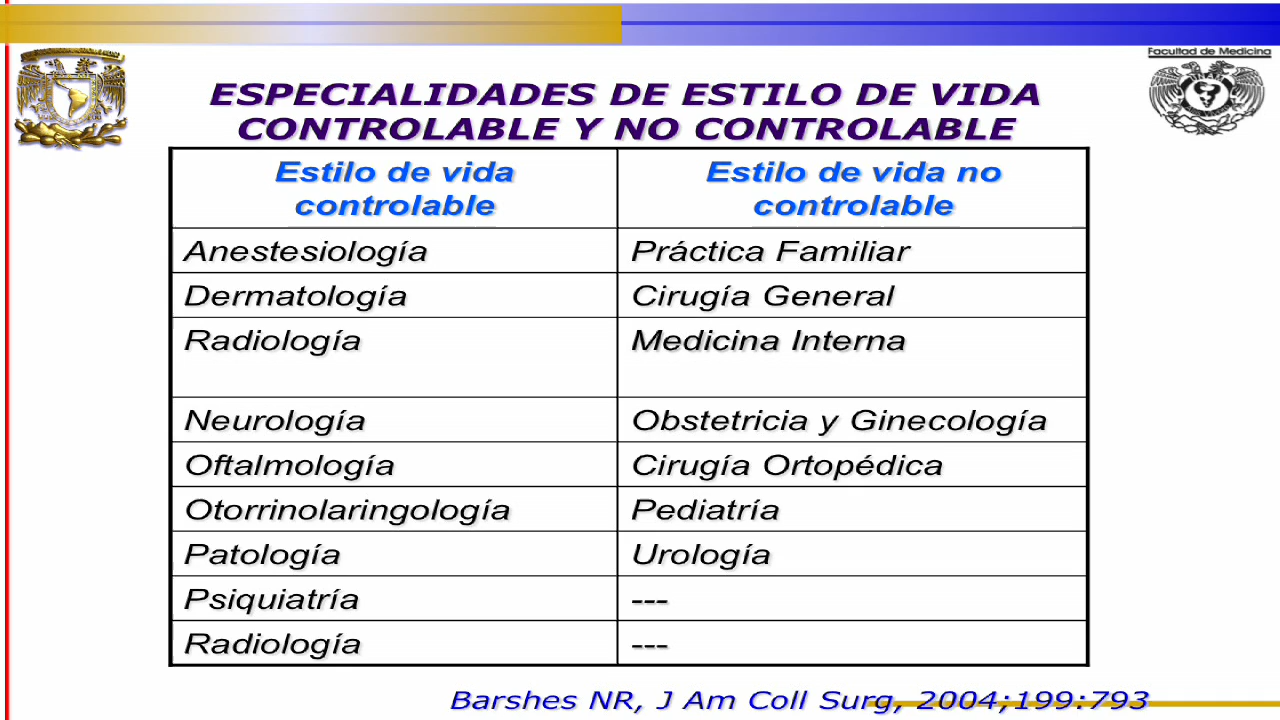 Facultad de Medicina
ESPECIALIDADES DE ESTILO DE VIDA
CONTROLABLE Y NO CONTROLABLE
Estilo de vida controlable
Estilo de vida no controlable
Anestesiología
Práctica Familiar
Dermatología
Cirugía General
Radiología
Medicina Interna
Neurología
Obstetricia y Ginecología
Oftalmología
Cirugía Ortopédica
Otorrinolaringología
Pediatría
Patología
Urología
Psiquiatría
---
Radiología
---
Barshes NR, J Am Coll Surg, 2004;199:793